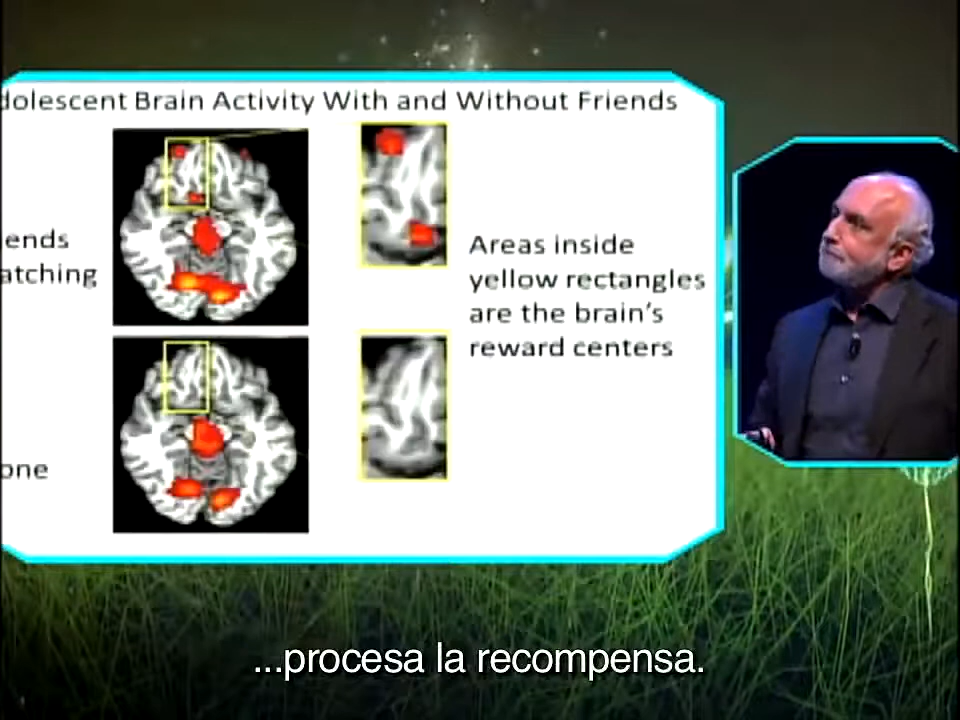 dolescent Brain Activity With and Without Friends
ends
atching
Areas inside
yellow rectangles
are the brain's
reward centers
one
...procesa la recompensa.